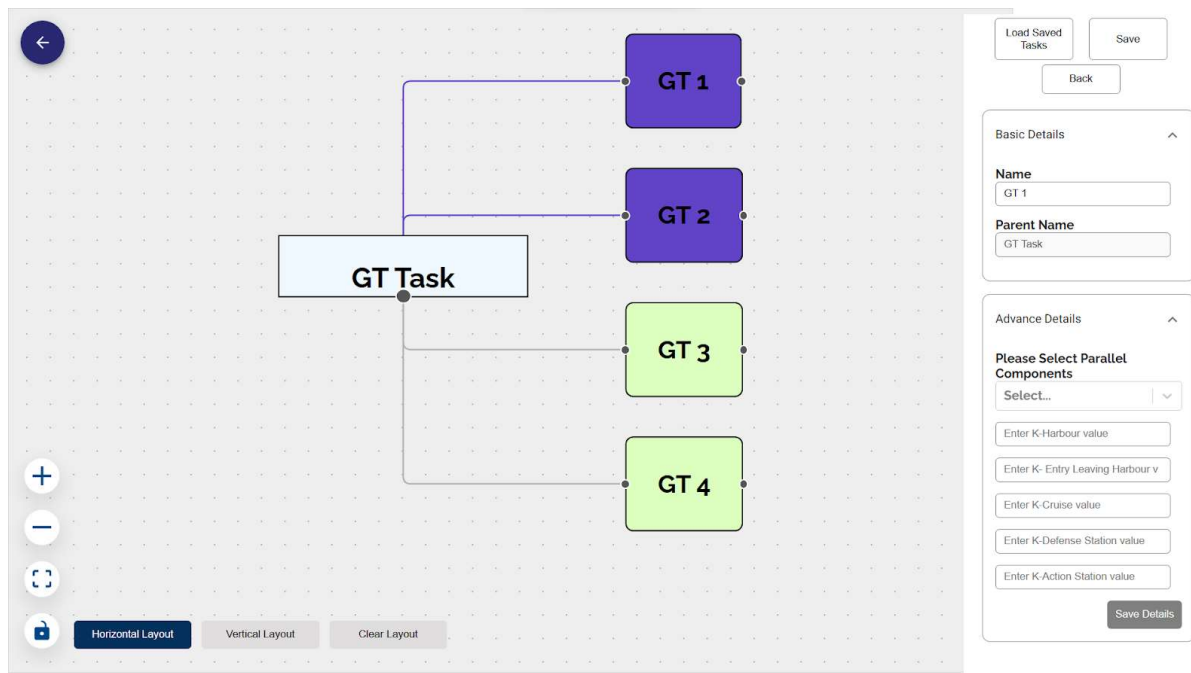 GT 1
GT 2
GT Task
GT 3
GT 4
Horizontal Layout
Vertical Layout
Clear Layout
Load Saved
Tasks
Save
Back
Basic Details
Name
GT 1
Parent Name
GT Task
Advance Details
Please Select Parallel
Components
Select...
Enter K-Harbour value
Enter K- Entry Leaving Harbour v
Enter K-Cruise value
Enter K-Defense Station value
Enter K-Action Station value
Save Details